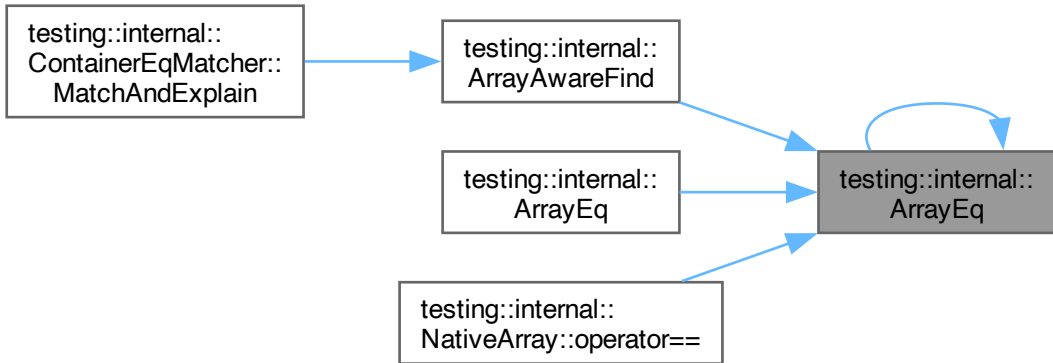 testing::internal::
ContainerEqMatcher::
MatchAndExplain
testing::internal::
ArrayAwareFind
testing::internal::
ArrayEq
testing::internal::
NativeArray::operator==
testing::internal::
ArrayEq